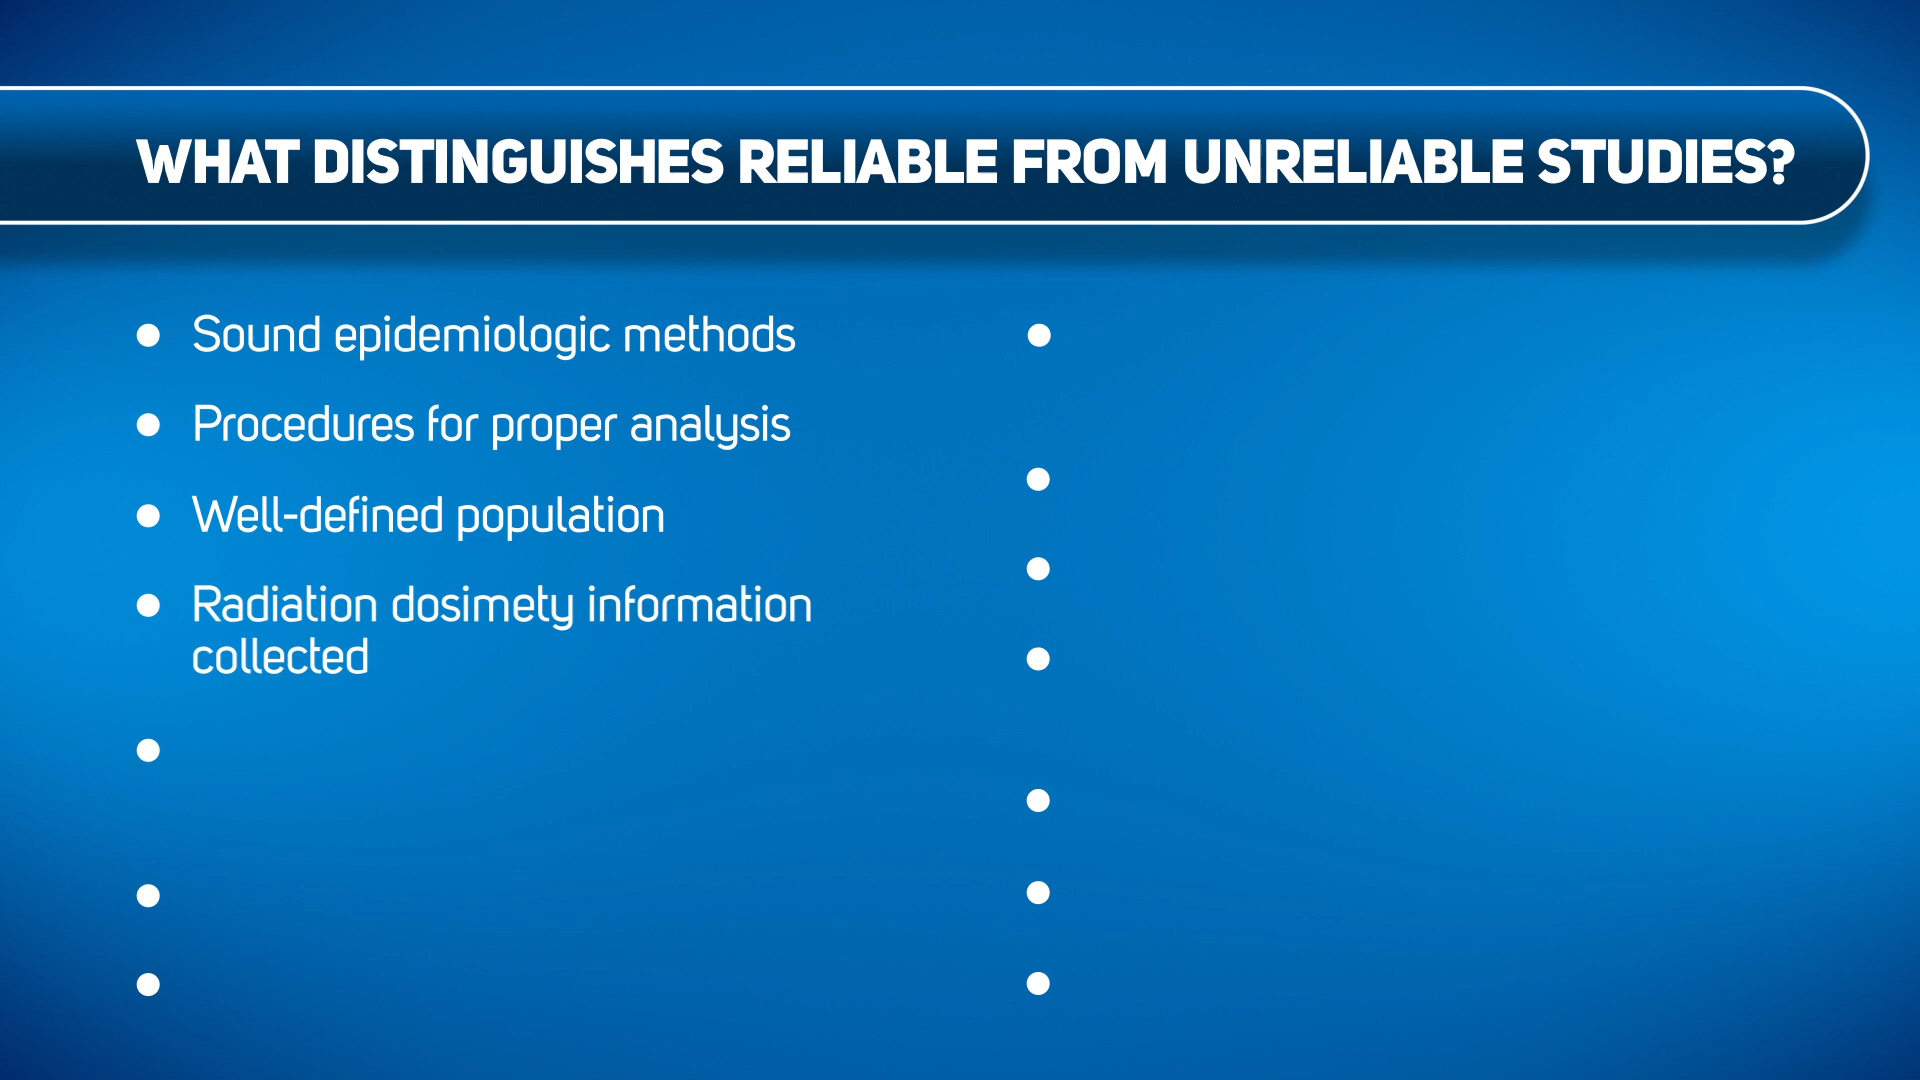 WHAT DISTINGUISHES RELIABLE FROM UNRELIABLE STUDIES?
Sound epidemiologic methods
Procedures for proper analysis
Well-defined population
Radiation dosimety information
collected